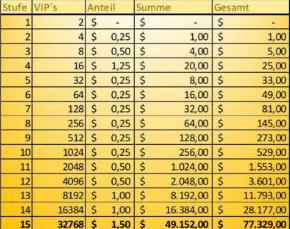 Stufe VIP's Anteil Summe Gesamt
1 2 $ - $ - $ -
2 4 $ 0,25 $ 1,00 $ 1,00
3 8 $ 0,50 $ 4,00 $ 5,00
4 16 $ 1,25 $ 20,00 $ 25,00
5 32 $ 0,25 $ 8,00 $ 33,00
6 64 $ 0,25 $ 16,00 $ 49,00
7 128 $ 0,25 $ 32,00 $ 81,00
8 256 $ 0,25 $ 64,00 $ 145,00
9 512 $ 0,25 $ 128,00 $ 273,00
10 1024 $ 0,25 $ 256,00 $ 529,00
11 2048 $ 0,50 $ 1.024,00 $ 1.553,00
12 4096 $ 0,50 $ 2.048,00 $ 3.601,00
13 8192 $ 1,00 $ 8.192,00 $ 11.793,00
14 16384 $ 1,00 $ 16.384,00 $ 28.177,00
15 32768 $ 1,50 $ 49.152,00 $ 77.329,00